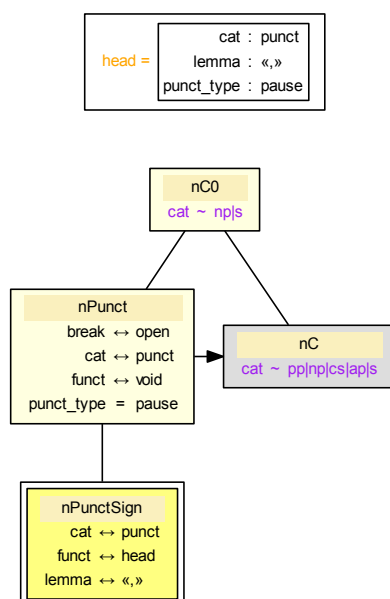 head =
cat : punct
lemma : «,»
punct_type : pause
nC0
cat ~ np|s
nPunct
break ↔ open
cat ↔ punct
funct ↔ void
punct_type = pause
nC
cat ~ pp|np|cs|ap|s
nPunctSign
cat ↔ punct
funct ↔ head
lemma ↔ «,»